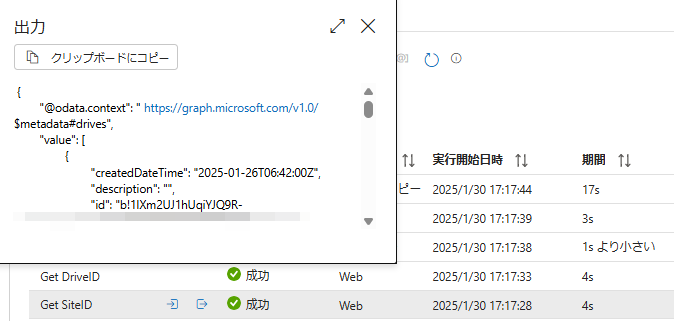 出力
クリップボードにコピー
{
"@odata.context": " https://graph.microsoft.com/v1.0/
$metadata#drives",
"value": [
{
"createdDateTime": "2025-01-26T06:42:00Z",
"description": "",
"id": "b!1IXm2UJ1hUqiYJQ9R-
実行開始日時 期間
ピー 2025/1/30 17:17:44 17s
2025/1/30 17:17:39 3s
2025/1/30 17:17:38 1s より小さい
Get DriveID 成功 Web 2025/1/30 17:17:33 4s
Get SiteID 成功 Web 2025/1/30 17:17:28 4s